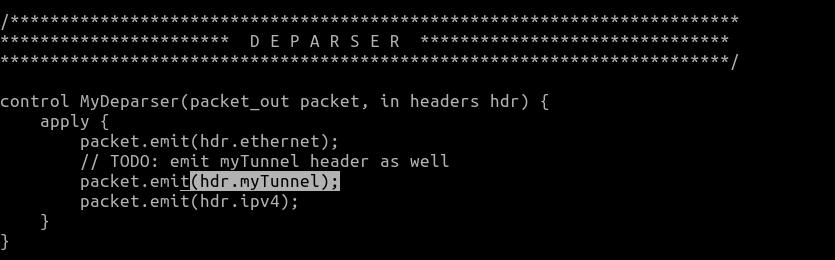 /*************************************************************************
***********************  D E P A R S E R  *******************************
*************************************************************************/
control MyDeparser(packet_out packet, in headers hdr) {
    apply {
        packet.emit(hdr.ethernet);
        // TODO: emit myTunnel header as well
        packet.emit(hdr.myTunnel);
        packet.emit(hdr.ipv4);
    }
}